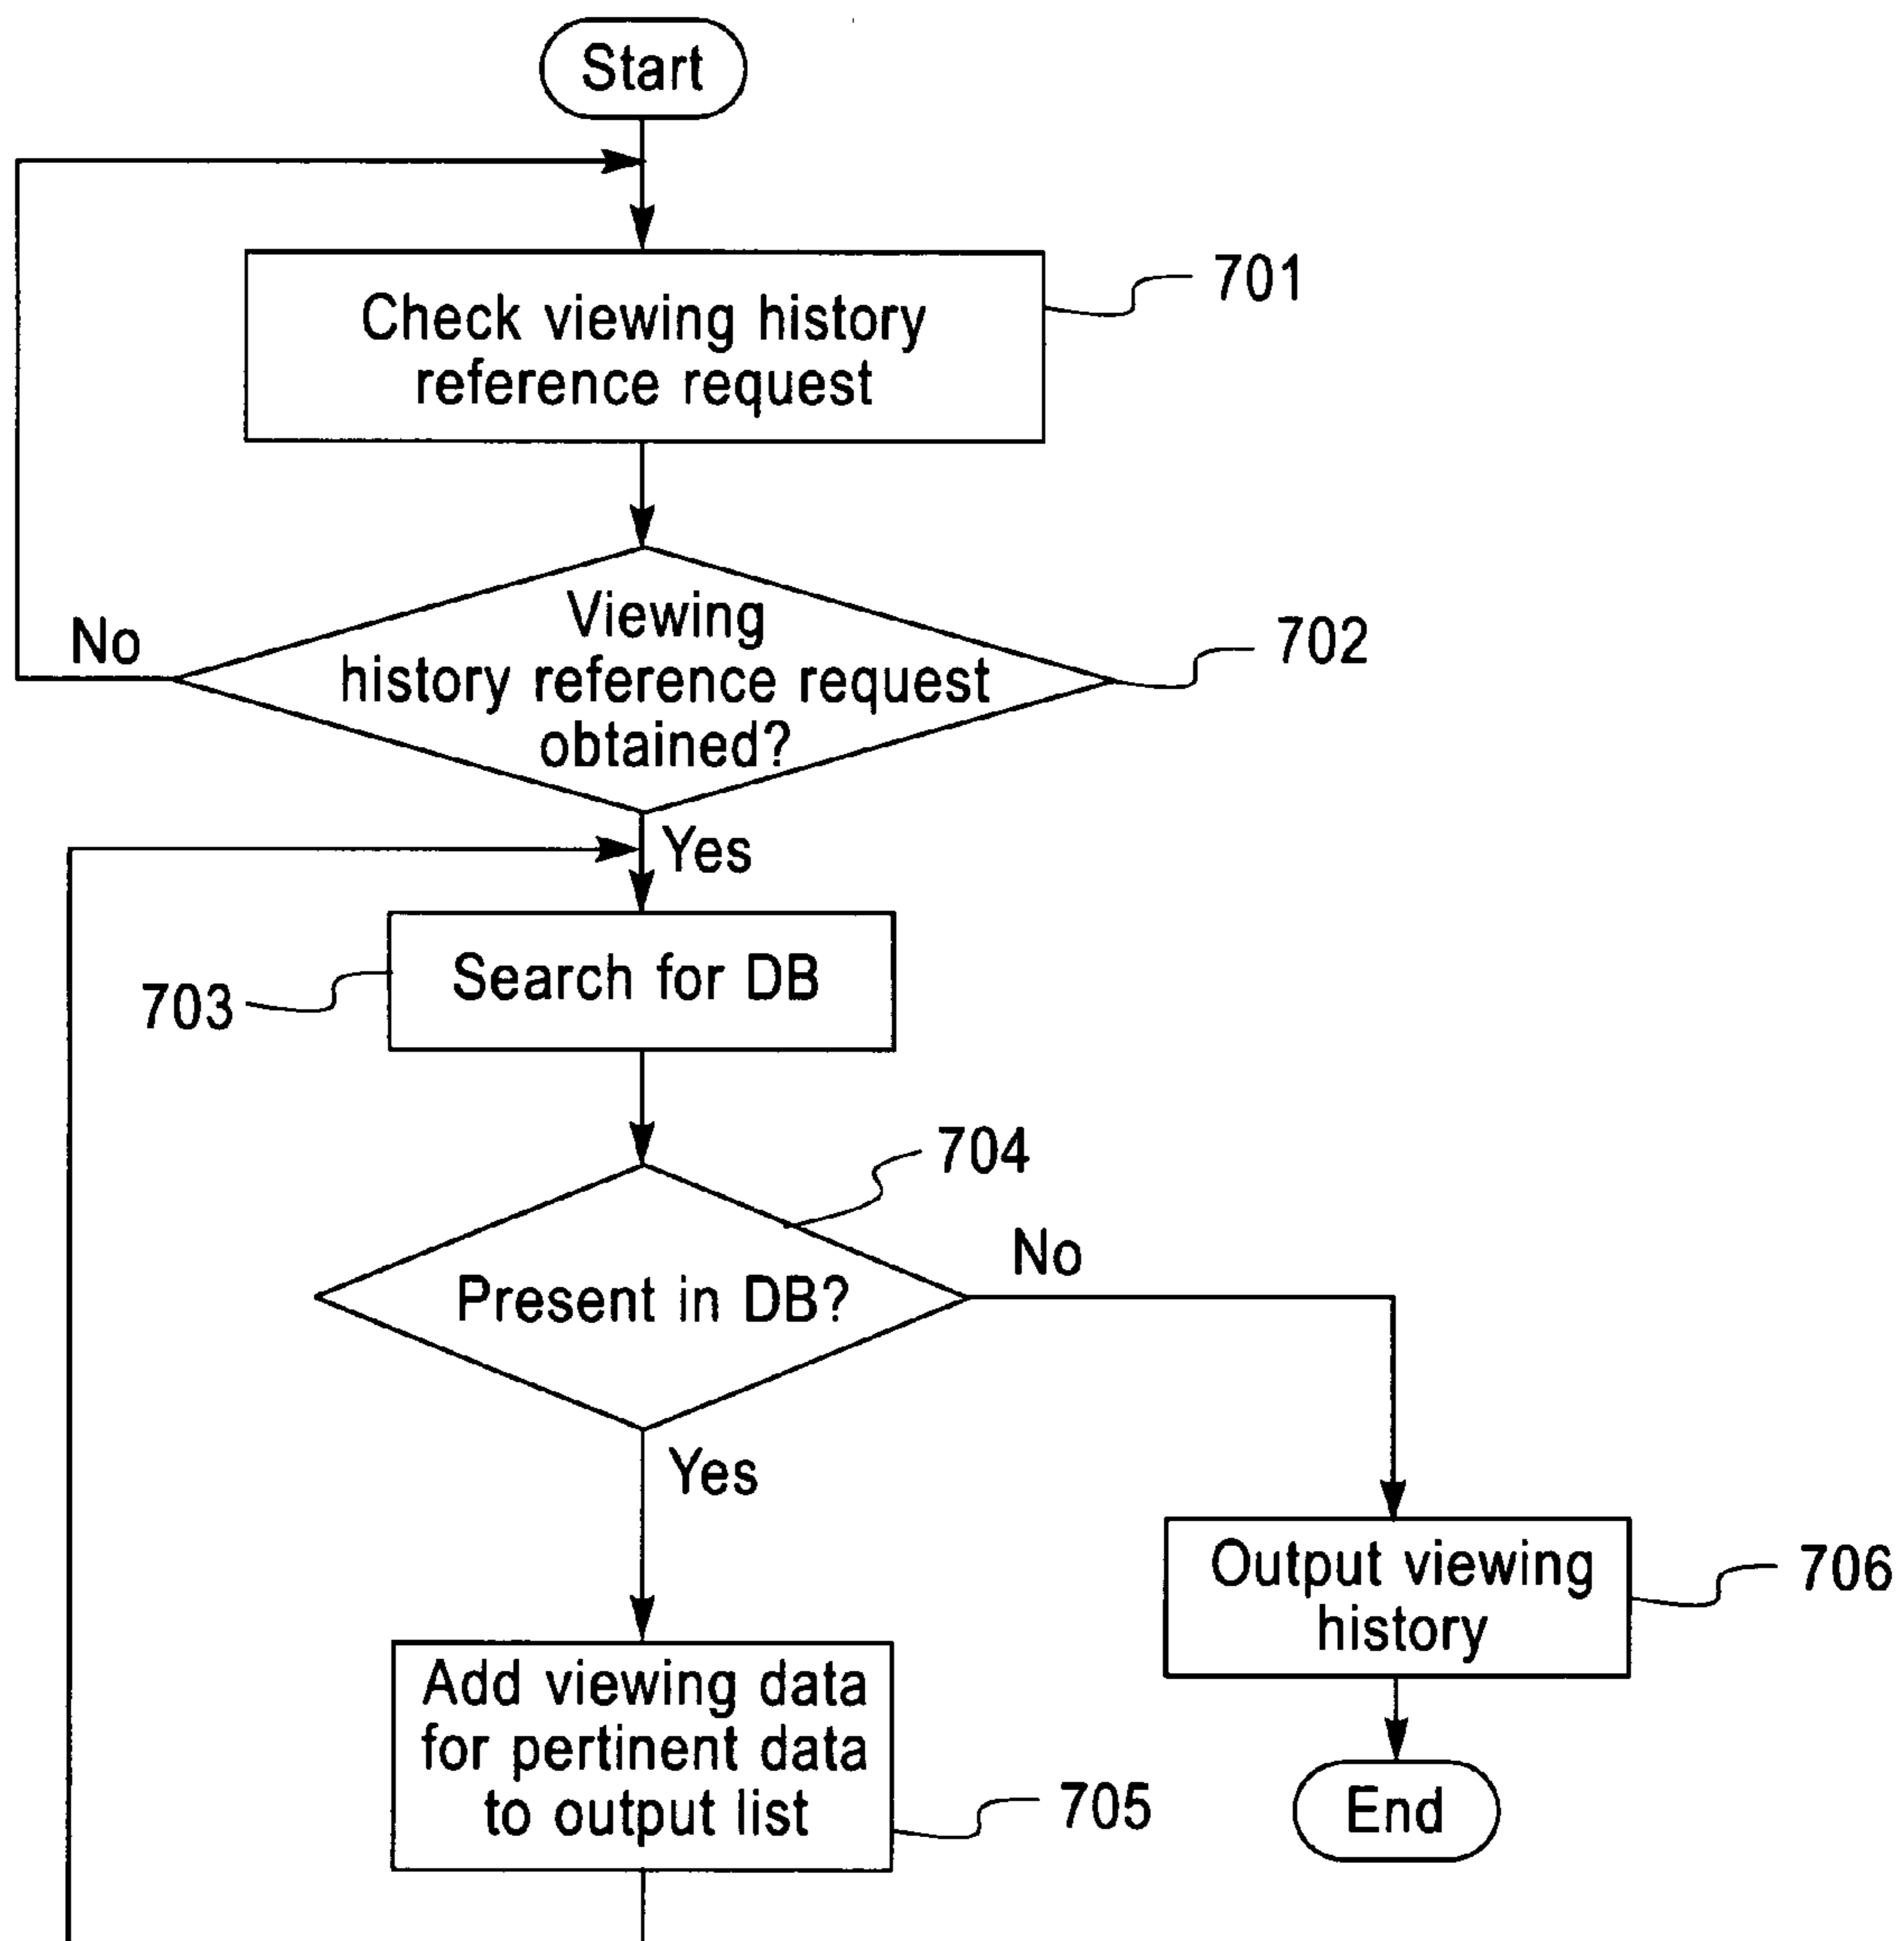 Start
Check viewing history
reference request
701
Viewing
history reference request
obtained?
702
No
Yes
Search for DB
703
704
Present in DB?
No
Yes
Output viewing
history
706
Add viewing data
for pertinent data
to output list
705
End